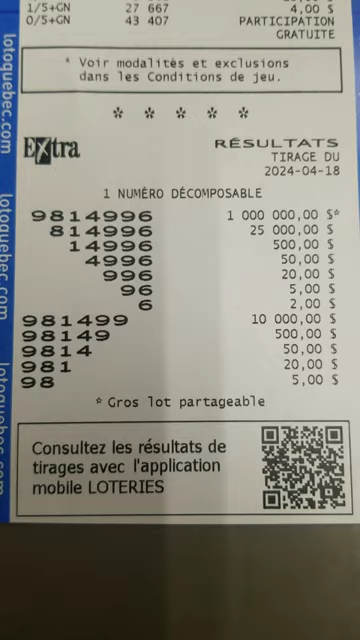 1/5+GN 27 667 4,00 $
0/5+GN 43 407 PARTICIPATION
GRATUITE
* Voir modalités et exclusions
dans les Conditions de jeu.
* * * * *
Extra RÉSULTATS
TIRAGE DU
2024-04-18
1 NUMÉRO DÉCOMPOSABLE
9814996 1 000 000,00 $*
814996 25 000,00 $
14996 500,00 $
4996 50,00 $
996 20,00 $
96 5,00 $
6 2,00 $
981499 10 000,00 $
98149 500,00 $
9814 50,00 $
981 20,00 $
98 5,00 $
* Gros lot partageable
Consultez les résultats de
tirages avec l'application
mobile LOTERIES
lotoquebec.com
lotoquebec.com
lotoquebec